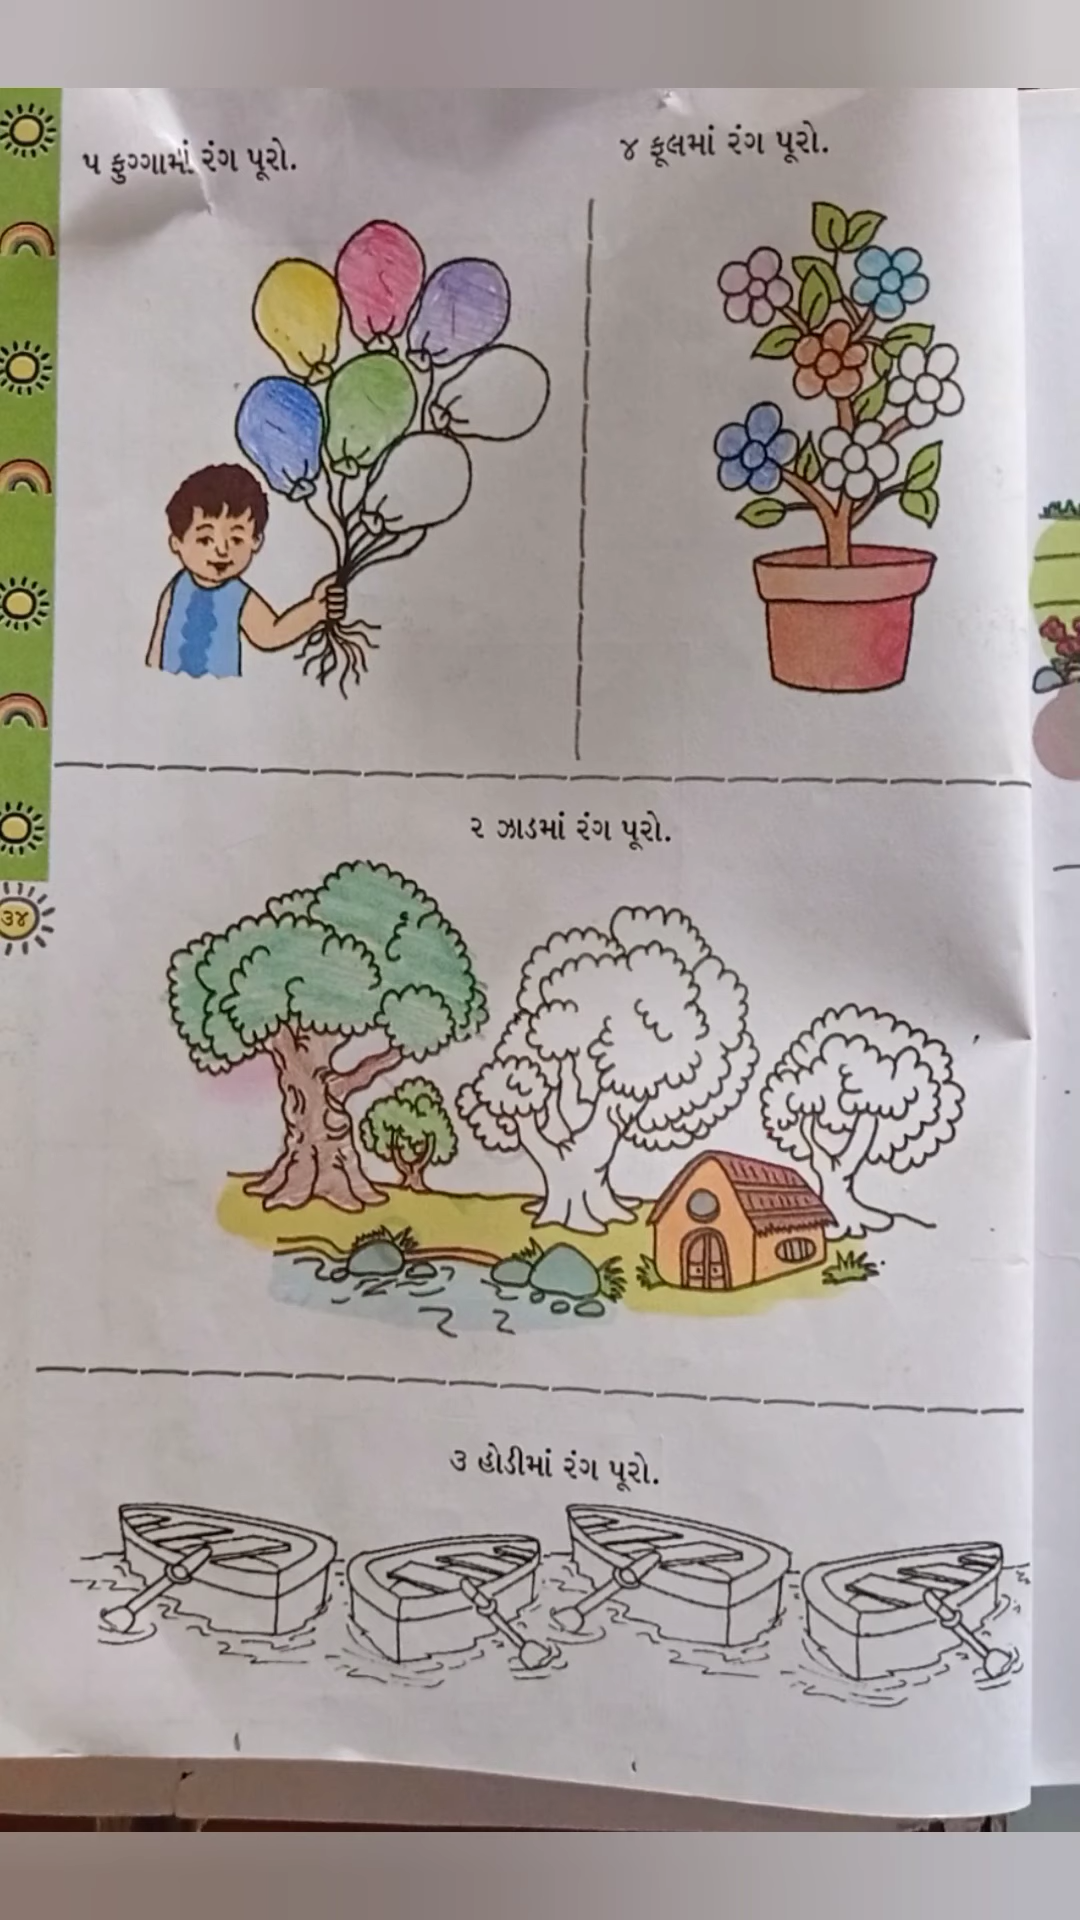 ૫ ફુગ્ગામાં રંગ પૂરો.
૪ ફૂલમાં રંગ પૂરો.
૨ ઝાડમાં રંગ પૂરો.
૩૪
૩ હોડીમાં રંગ પૂરો.